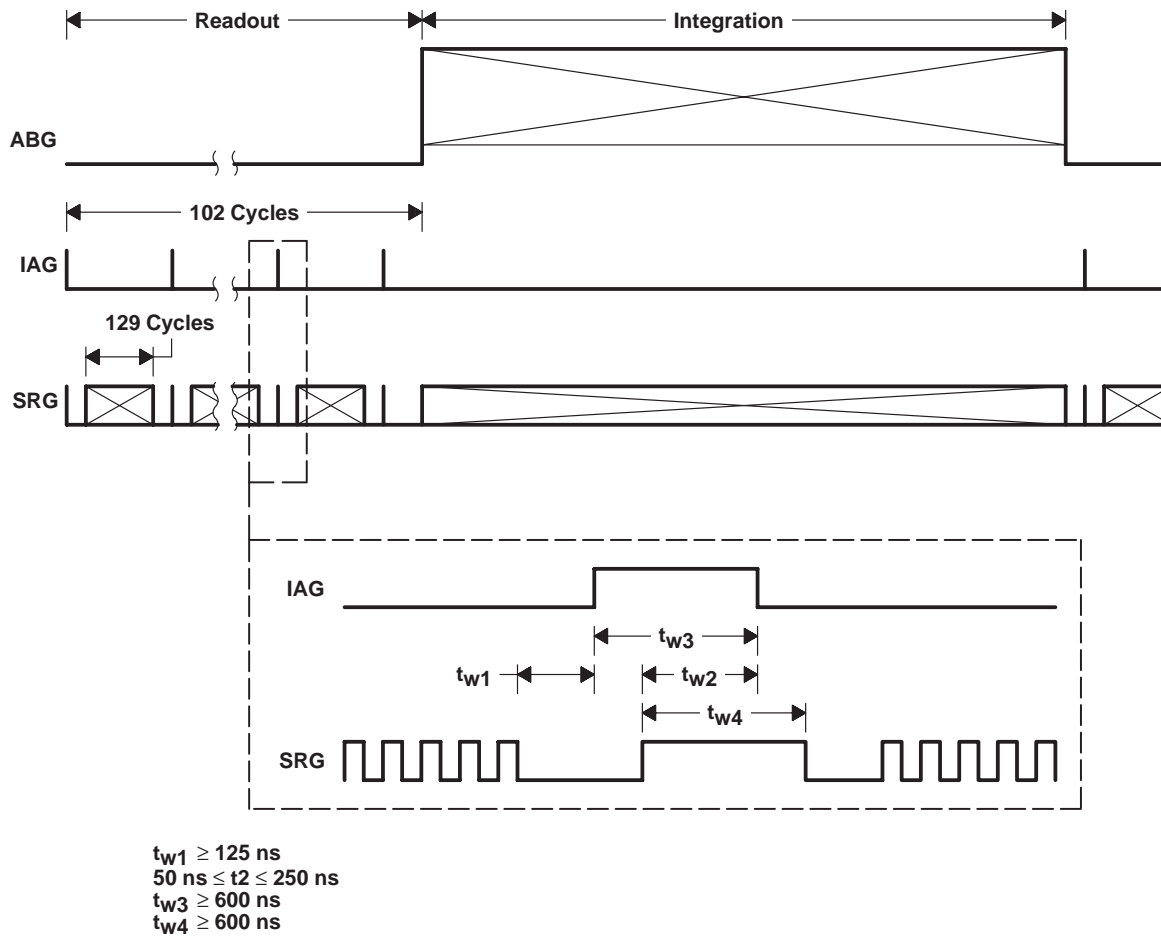 Readout
Integration
ABG
102 Cycles
IAG
129 Cycles
SRG
IAG
tw3
tw1
tw2
tw4
SRG
tw1 ≥ 125 ns
50 ns ≤ t2 ≤ 250 ns
tw3 ≥ 600 ns
tw4 ≥ 600 ns